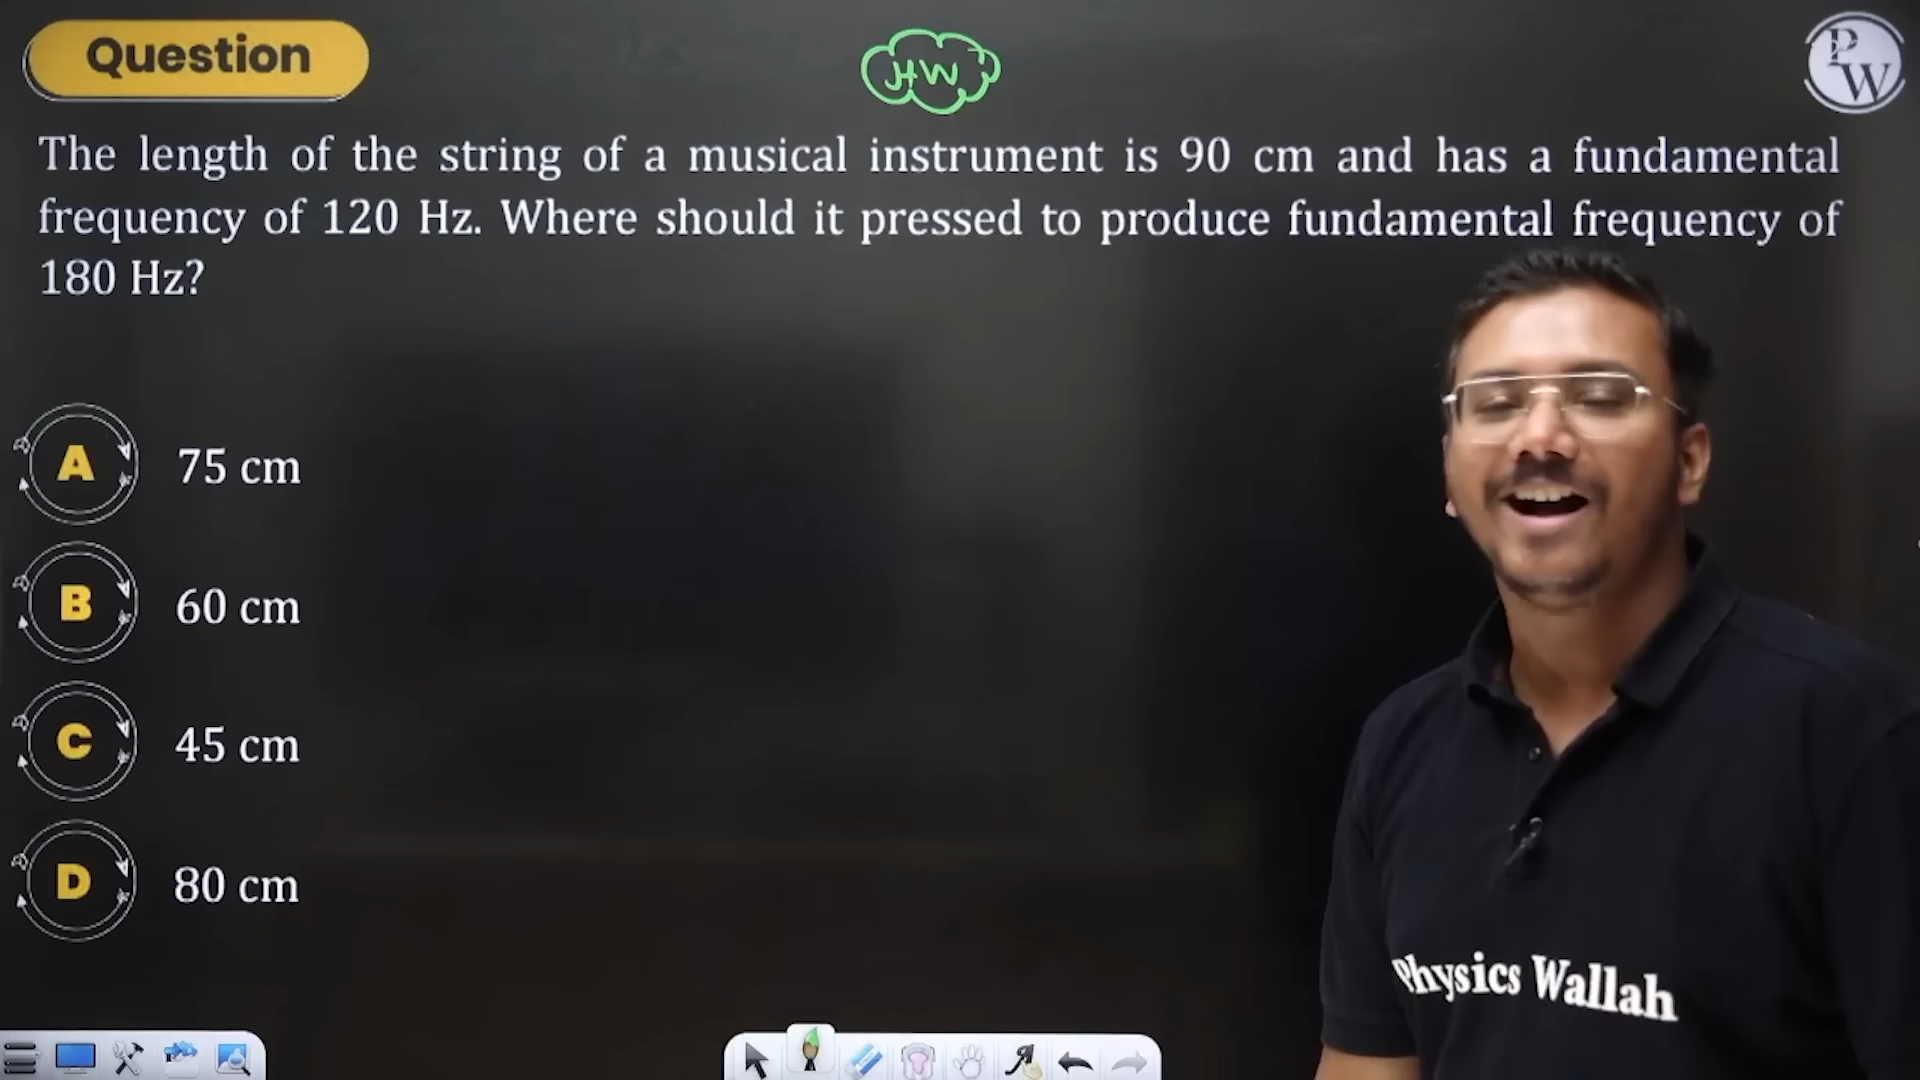 Question
HW
PW
The length of the string of a musical instrument is 90 cm and has a fundamental
frequency of 120 Hz. Where should it pressed to produce fundamental frequency of
180 Hz?
A 75 cm
B 60 cm
C 45 cm
D 80 cm
Physics Wallah